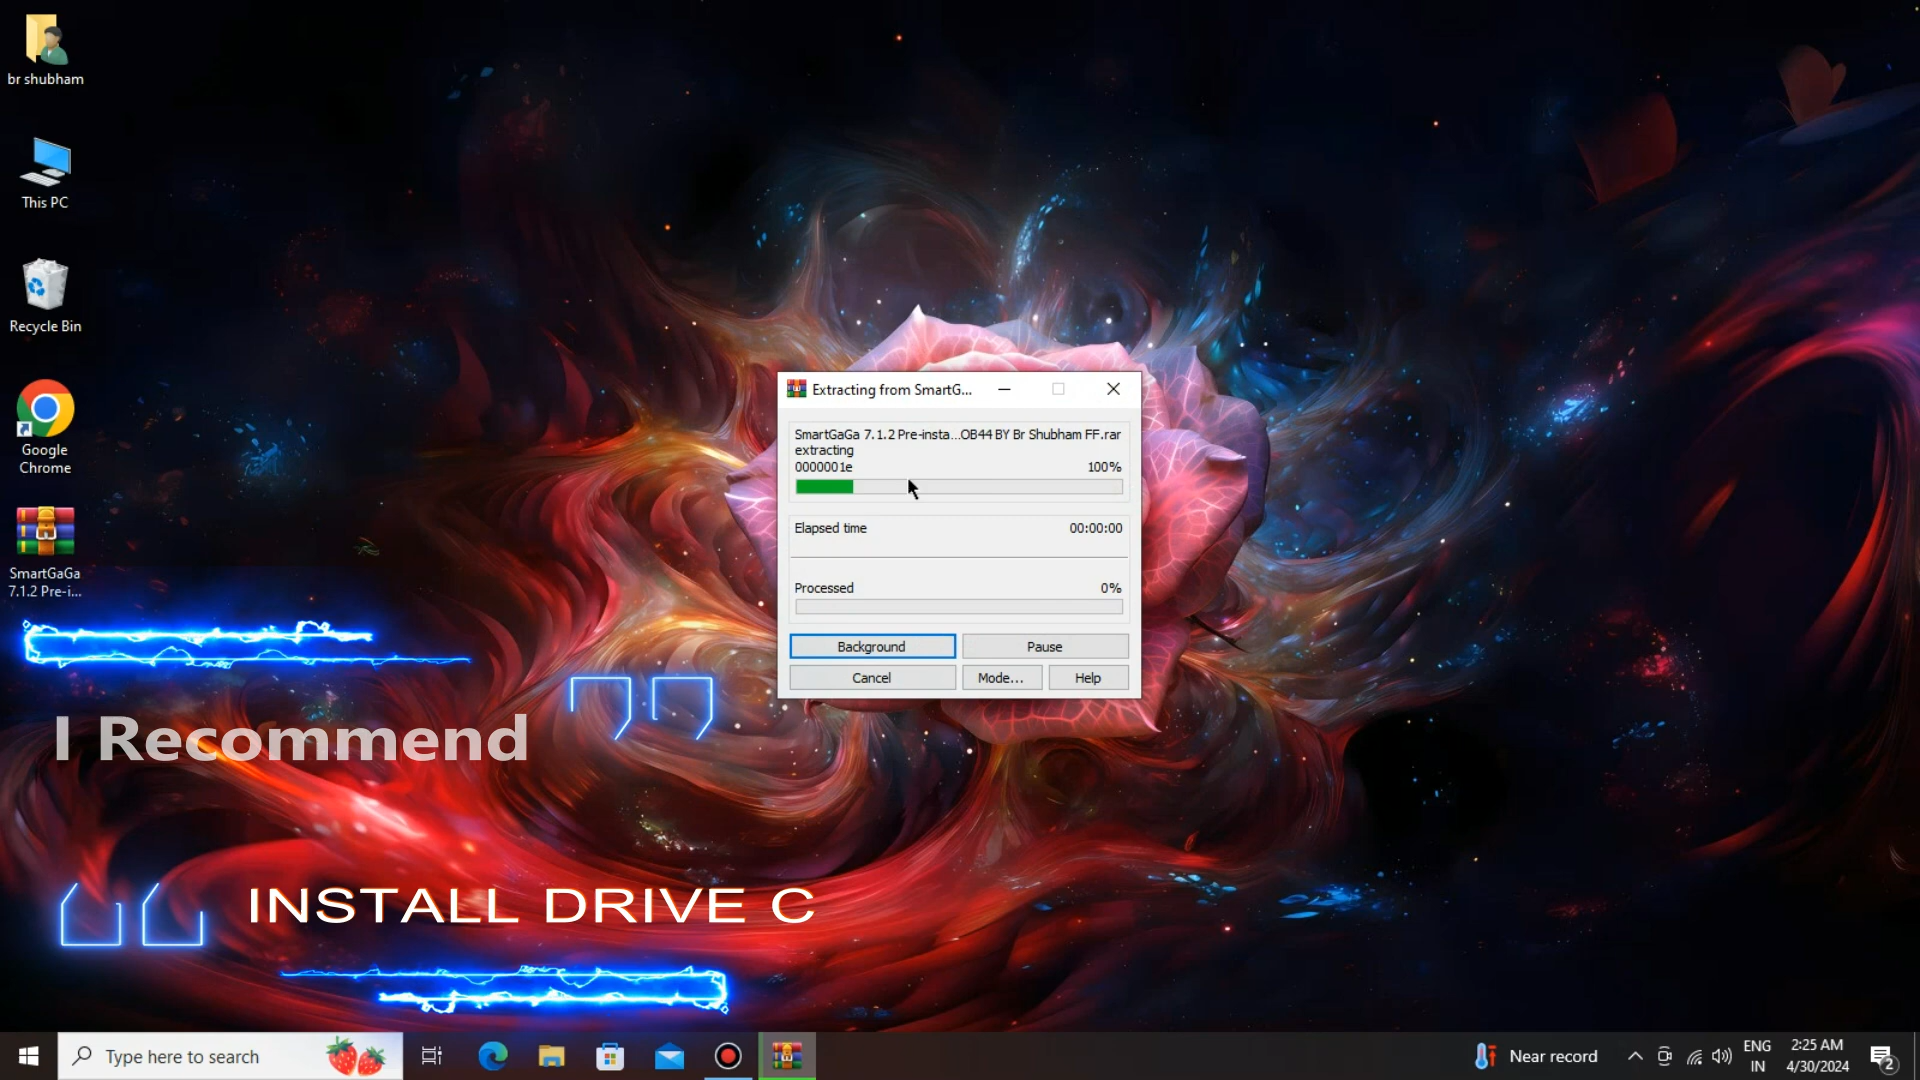 br shubham
This PC
Recycle Bin
Google
Chrome
SmartGaGa
7.1.2 Pre-i...
Extracting from SmartG...
SmartGaGa 7.1.2 Pre-insta...OB44 BY Br Shubham FF.rar
extracting
0000001e 100%
Elapsed time 00:00:00
Processed 0%
Background Pause
Cancel Mode... Help
I Recommend
INSTALL DRIVE C
Type here to search
Near record
ENG
IN
2:25 AM
4/30/2024
2